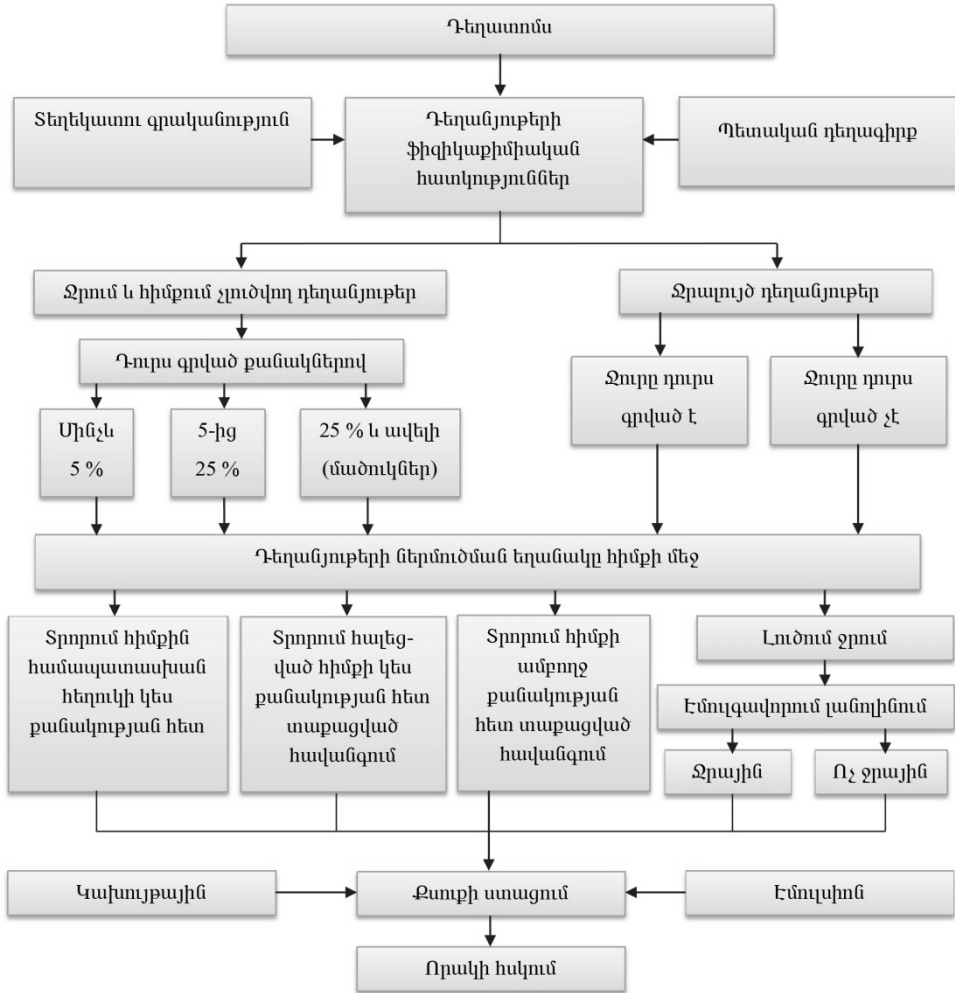 Դեղատոմս
Տեղեկատու գրականություն
Դեղանյութերի
ֆիզիկաքիմիական
հատկություններ
Պետական դեղագիրք
Ջրում և հիմքում չլուծվող դեղանյութեր
Ջրալույծ դեղանյութեր
Դուրս գրված քանակներով
Ջուրը դուրս
գրված է
Ջուրը դուրս
գրված չէ
Մինչև
5 %
5-ից
25 %
25 % և ավելի
(մածուկներ)
Դեղանյութերի ներմուծման եղանակը հիմքի մեջ
Տրորում հիմքին
համապատասխան
հեղուկի կես
քանակության հետ
Տրորում հալեց-
ված հիմքի կես
քանակության հետ
տաքացված
հավանգում
Տրորում հիմքի
ամբողջ
քանակության
հետ տաքացված
հավանգում
Լուծում ջրում
Էմուլգավորում լանոլինում
Ջրային
Ոչ ջրային
Կախույթային
Քսուքի ստացում
Էմուլսիոն
Որակի հսկում